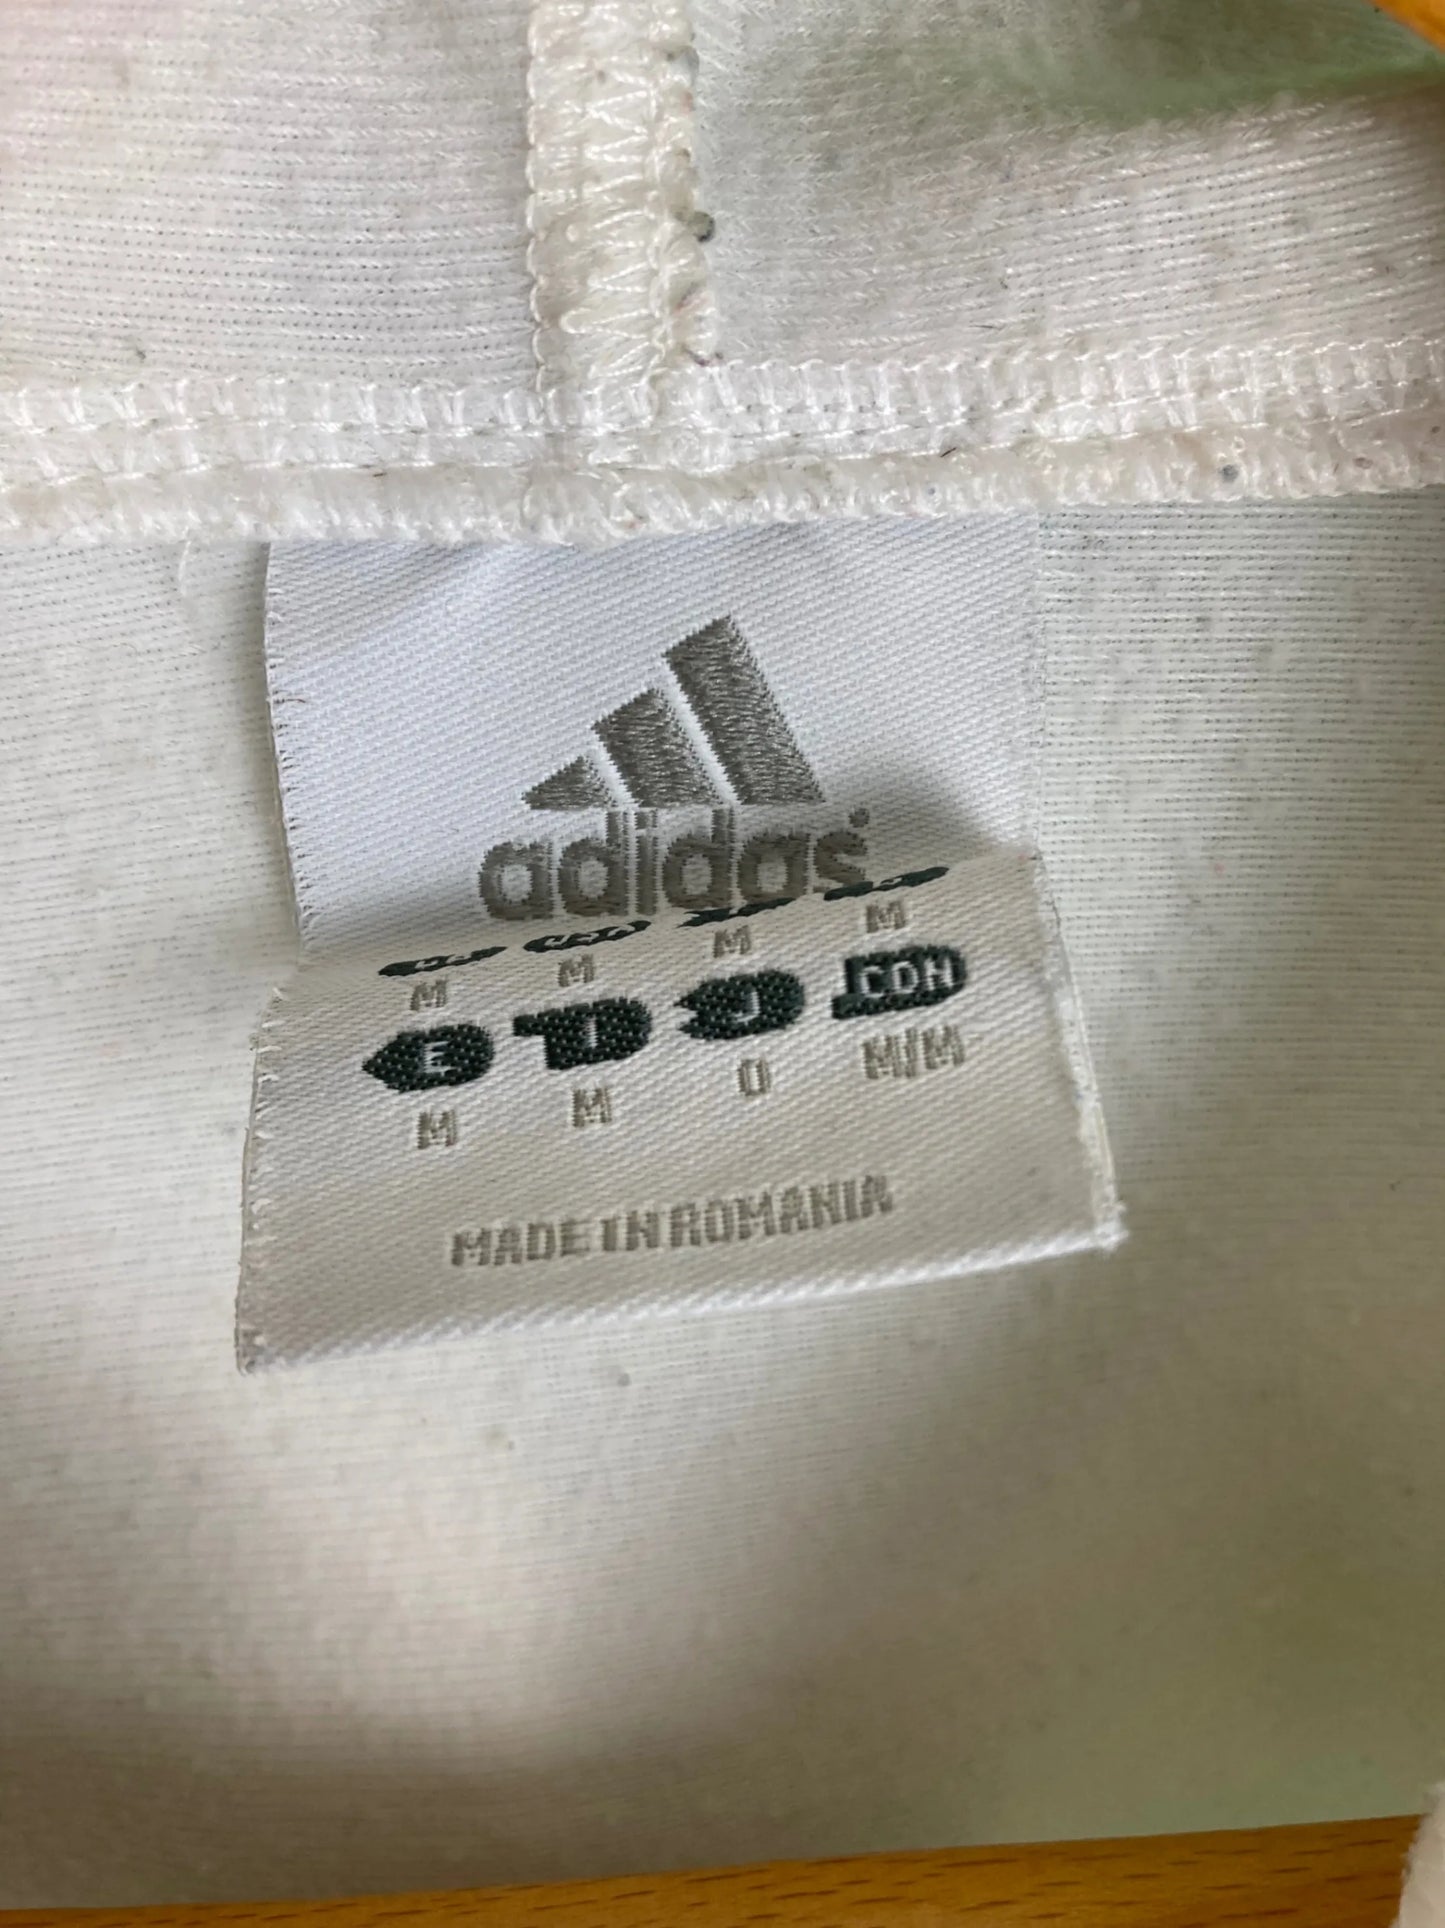 adidas®
M M M M
E I J CDN
M M O M/M
MADE IN ROMANIA